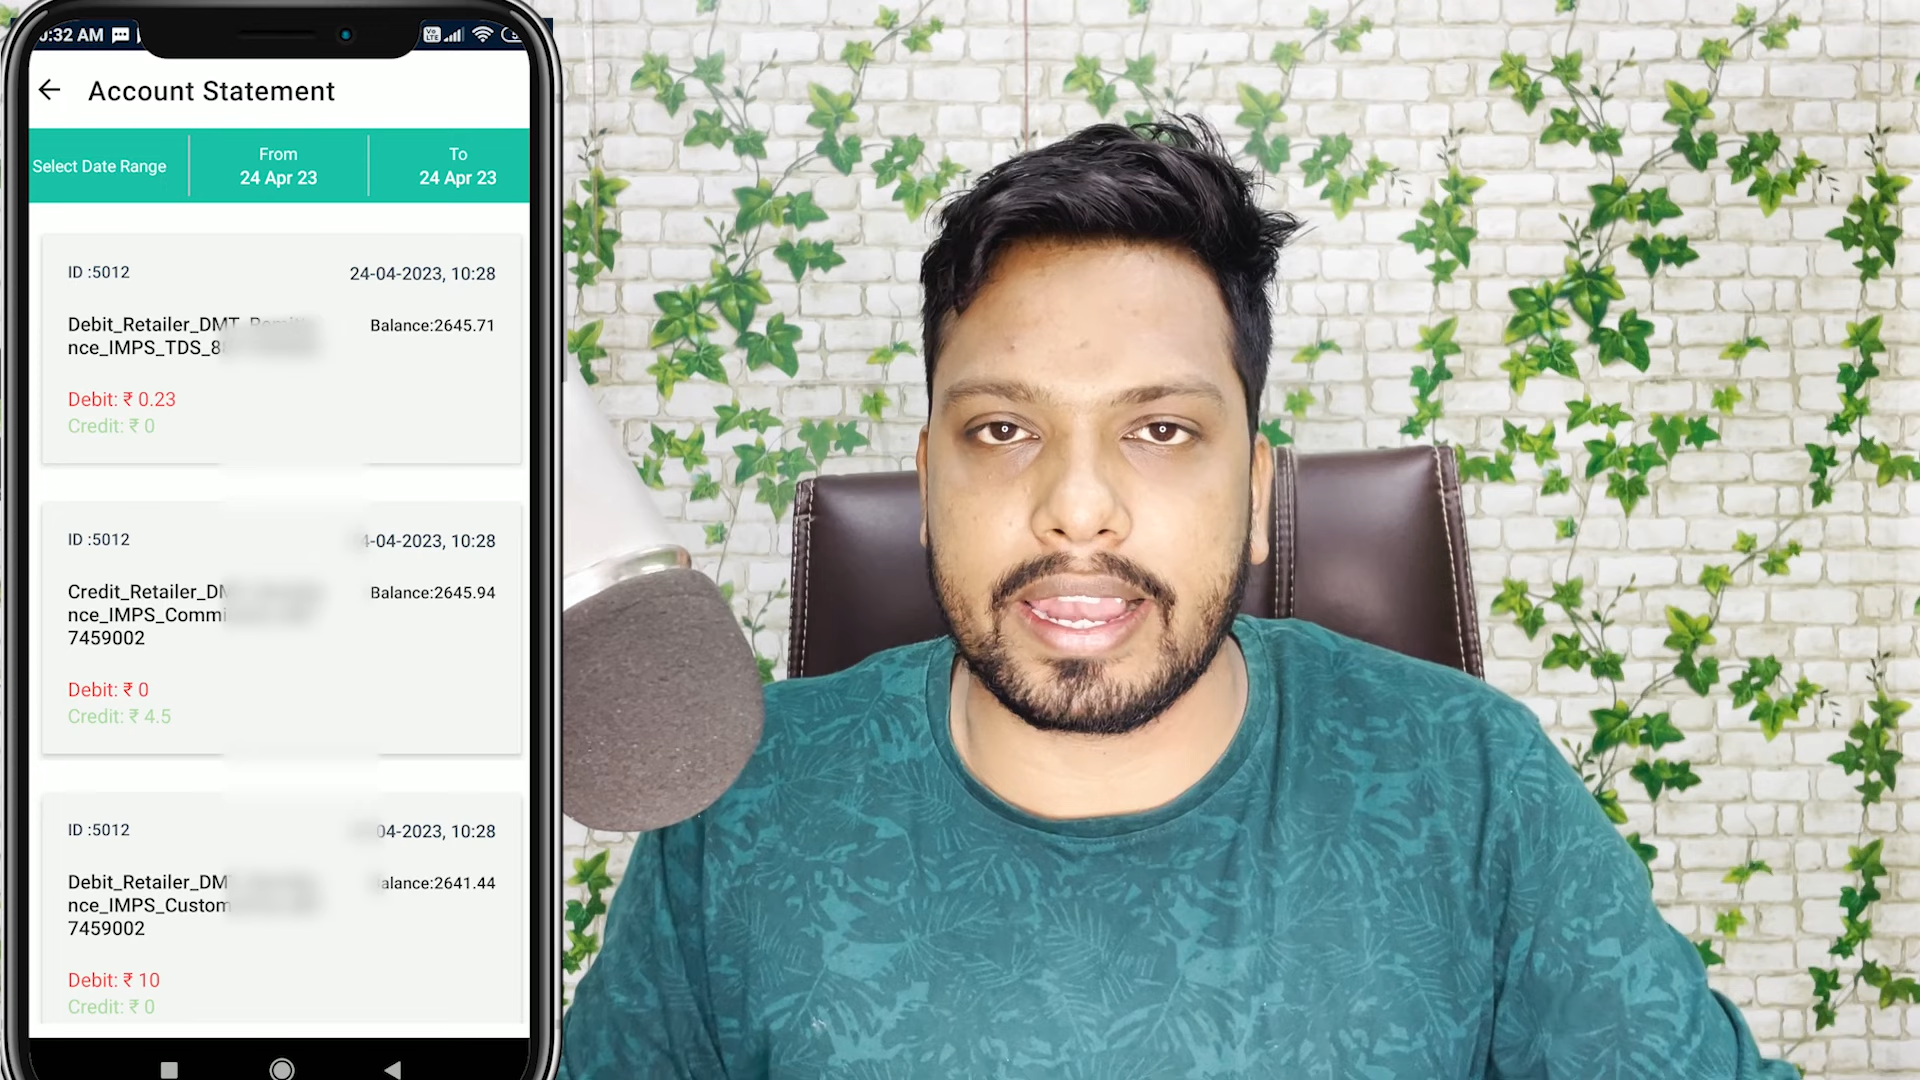 :32 AM
Vo LTE
Account Statement
Select Date Range
From
24 Apr 23
To
24 Apr 23
ID :5012
24-04-2023, 10:28
Debit_Retailer_DMT
Balance:2645.71
nce_IMPS_TDS_8
Debit: ₹ 0.23
Credit: ₹ 0
ID :5012
-04-2023, 10:28
Credit_Retailer_D
Balance:2645.94
nce_IMPS_Commi
7459002
Debit: ₹ 0
Credit: ₹ 4.5
ID :5012
04-2023, 10:28
Debit_Retailer_DM
alance:2641.44
nce_IMPS_Custom
7459002
Debit: ₹ 10
Credit: ₹ 0